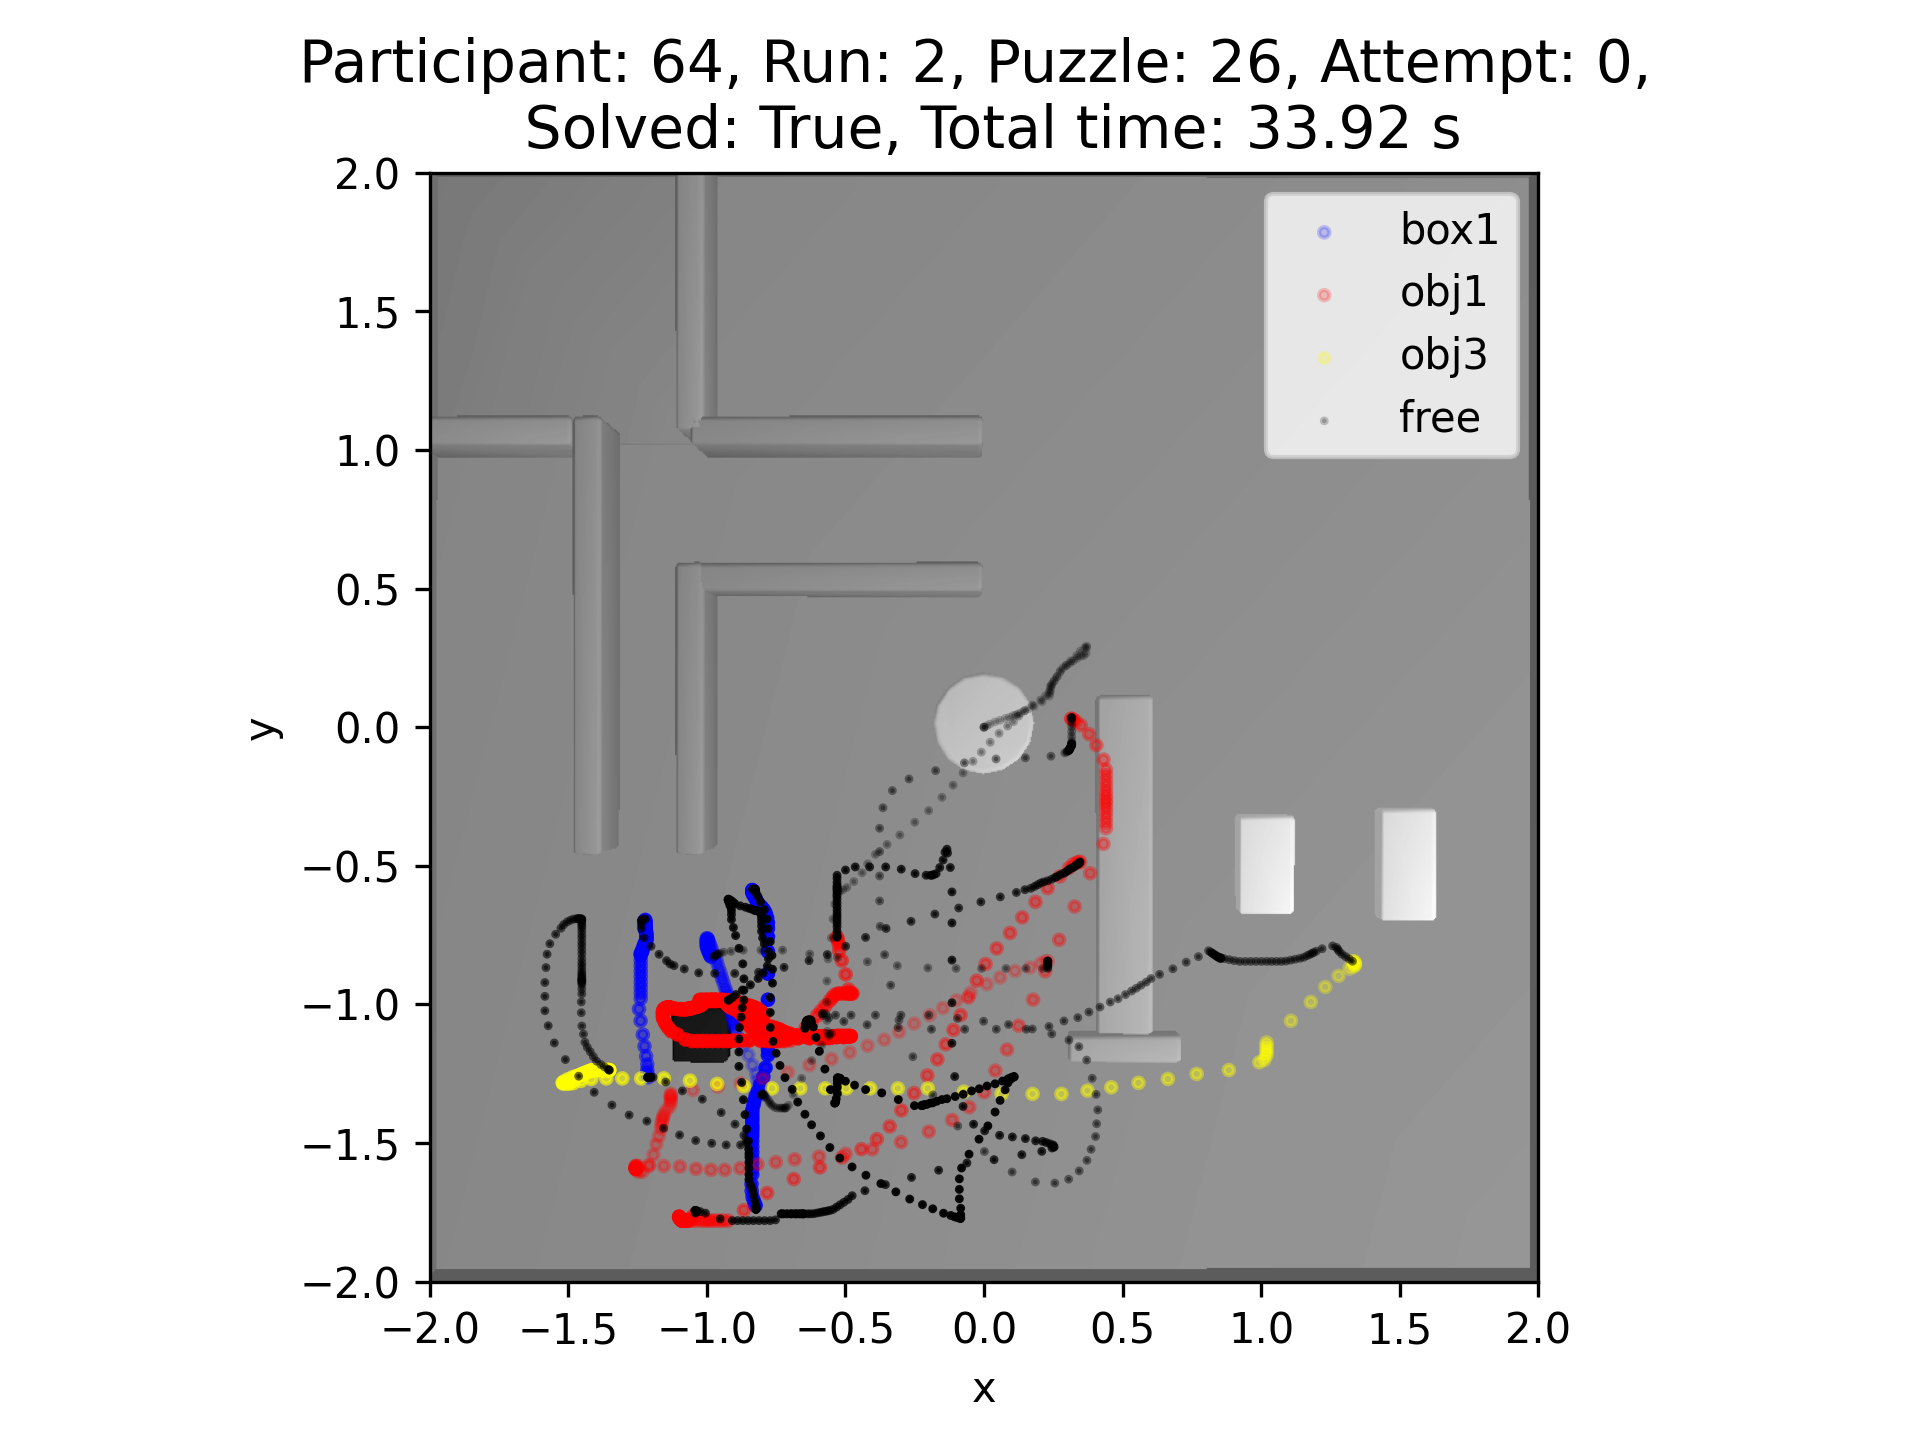 Participant: 64, Run: 2, Puzzle: 26, Attempt: 0,
Solved: True, Total time: 33.92 s
2.0
1.5
1.0
0.5
0.0
−0.5
−1.0
−1.5
−2.0
y
box1
obj1
obj3
free
−2.0 −1.5 −1.0 −0.5 0.0 0.5 1.0 1.5 2.0
x